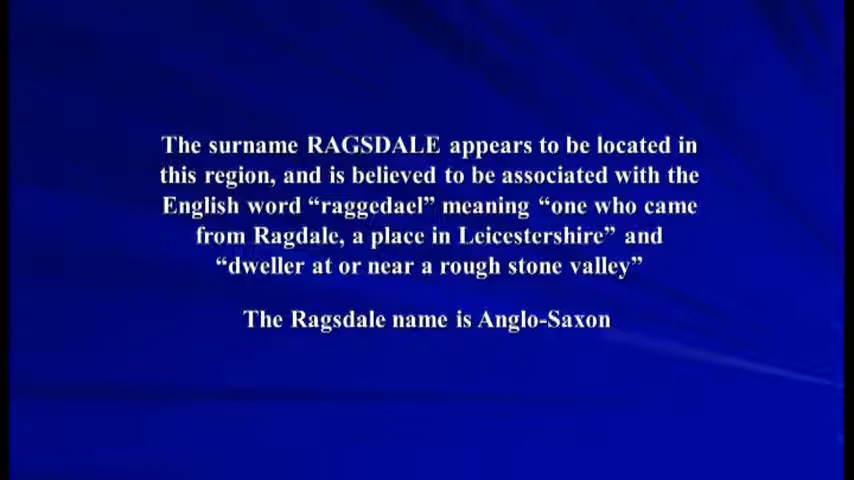 The surname RAGSDALE appears to be located in
this region, and is believed to be associated with the
English word “raggedael” meaning “one who came
from Ragdale, a place in Leicestershire” and
“dweller at or near a rough stone valley”
The Ragsdale name is Anglo-Saxon